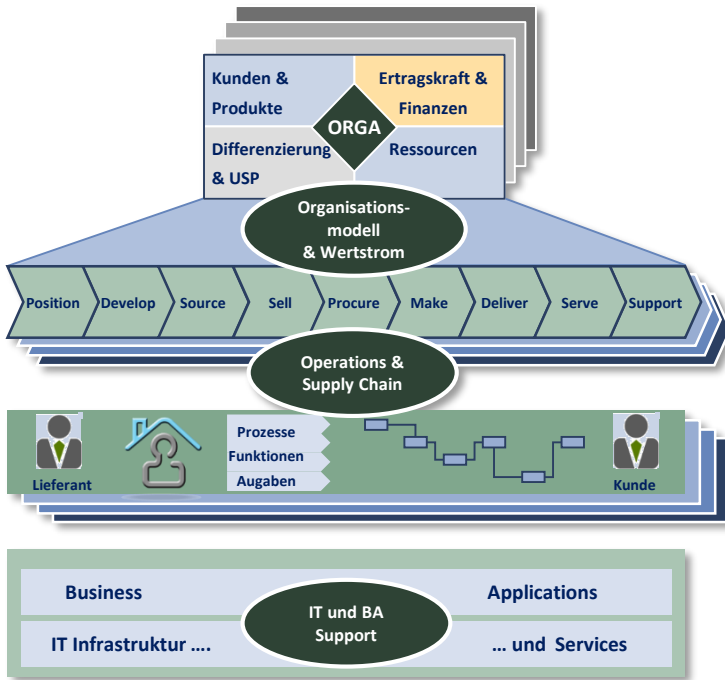 Kunden &
Produkte
Ertragskraft &
Finanzen
ORGA
Differenzierung
& USP
Ressourcen
Organisations-
modell
& Wertstrom
Position Develop Source Sell Procure Make Deliver Serve Support
Operations &
Supply Chain
Prozesse
Funktionen
Augaben
Lieferant
Kunde
Business
Applications
IT und BA
Support
IT Infrastruktur ....
... und Services